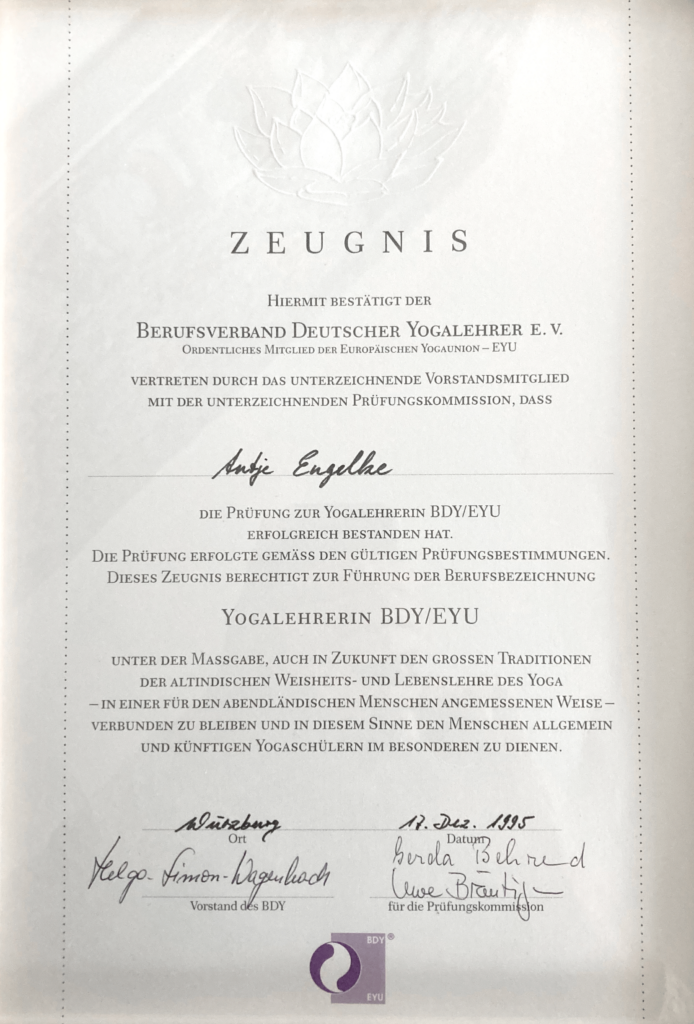 ZEUGNIS
Hiermit bestätigt der
Berufsverband Deutscher Yogalehrer e. V.
Ordentliches Mitglied der Europäischen Yogaunion – EYU
vertreten durch das unterzeichnende Vorstandsmitglied
mit der unterzeichnenden Prüfungskommission, dass
Antje Engelke
die Prüfung zur Yogalehrerin BDY/EYU
erfolgreich bestanden hat.
Die Prüfung erfolgte gemäss den gültigen Prüfungsbestimmungen.
Dieses Zeugnis berechtigt zur Führung der Berufsbezeichnung
Yogalehrerin BDY/EYU
unter der Massgabe, auch in Zukunft den grossen Traditionen
der altindischen Weisheits- und Lebenslehre des Yoga
– in einer für den abendländischen Menschen angemessenen Weise –
verbunden zu bleiben und in diesem Sinne den Menschen allgemein
und künftigen Yogaschülern im besonderen zu dienen.
Würzburg
Ort
17. Dez. 1995
Datum
Helga Simon-Wagenbach
Vorstand des BDY
Gerda Behrend
Uwe Bräutig
für die Prüfungskommission
BDY®
EYU